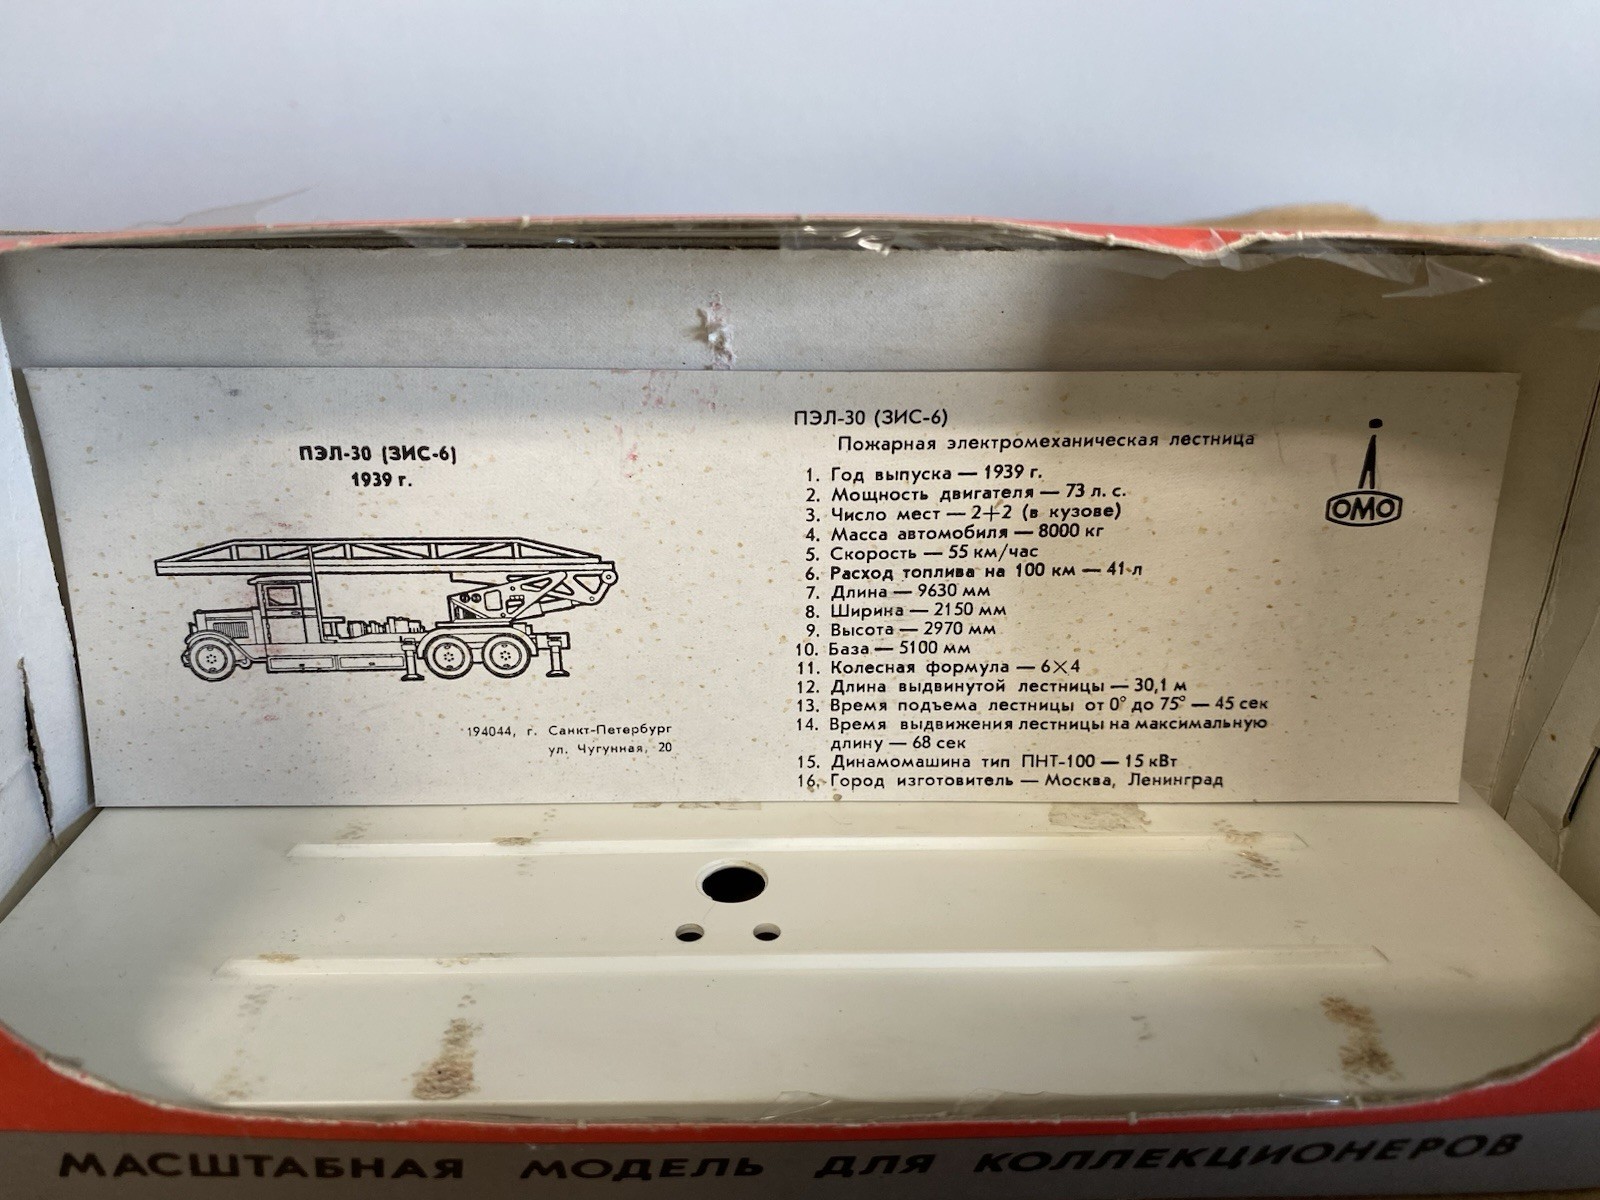 ПЭЛ-30 (ЗИС-6)
1939 г.
194044, г. Санкт-Петербург
ул. Чугунная, 20
ПЭЛ-30 (ЗИС-6)
Пожарная электромеханическая лестница
1. Год выпуска — 1939 г.
2. Мощность двигателя — 73 л. с.
3. Число мест — 2+2 (в кузове)
4. Масса автомобиля — 8000 кг
5. Скорость — 55 км/час
6. Расход топлива на 100 км — 41 л
7. Длина — 9630 мм
8. Ширина — 2150 мм
9. Высота — 2970 мм
10. База — 5100 мм
11. Колесная формула — 6×4
12. Длина выдвинутой лестницы — 30,1 м
13. Время подъема лестницы от 0° до 75° — 45 сек
14. Время выдвижения лестницы на максимальную
длину — 68 сек
15. Динамомашина тип ПНТ-100 — 15 кВт
16. Город изготовитель — Москва, Ленинград
ОМО
МАСШТАБНАЯ МОДЕЛЬ ДЛЯ КОЛЛЕКЦИОНЕРОВ